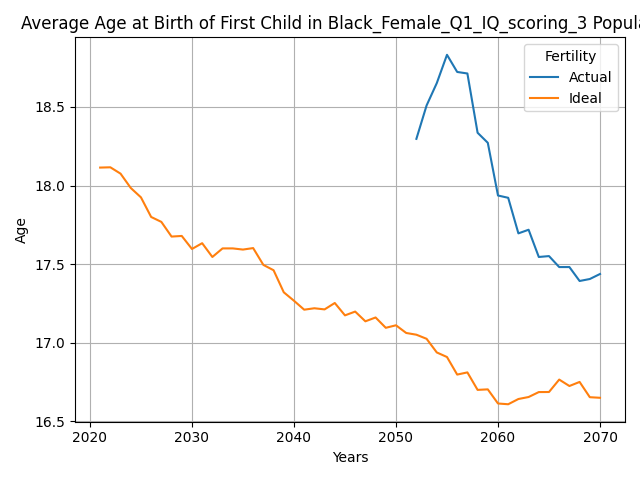 Average Age at Birth of First Child in Black_Female_Q1_IQ_scoring_3 Popula
Fertility
Actual
Ideal
18.5
18.0
17.5
17.0
16.5
Age
2020
2030
2040
2050
2060
2070
Years